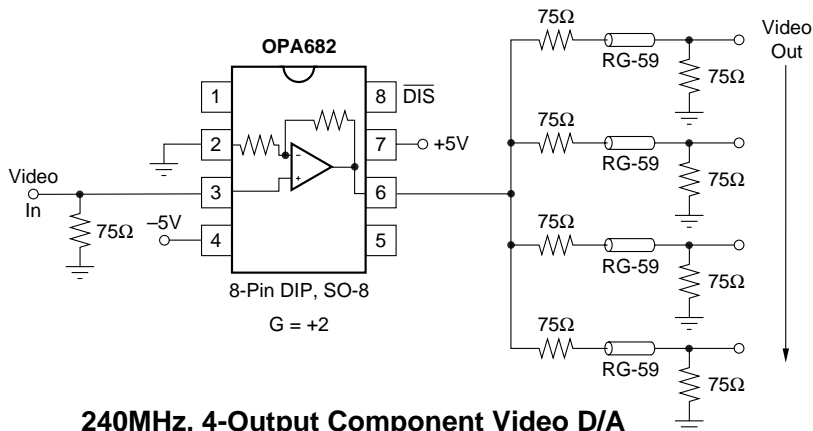 OPA682
1
2
3
4
8
7
6
5
DIS
+5V
–5V
Video
In
75Ω
8-Pin DIP, SO-8
G = +2
75Ω
RG-59
75Ω
75Ω
RG-59
75Ω
75Ω
RG-59
75Ω
75Ω
RG-59
75Ω
Video
Out
240MHz, 4-Output Component Video D/A